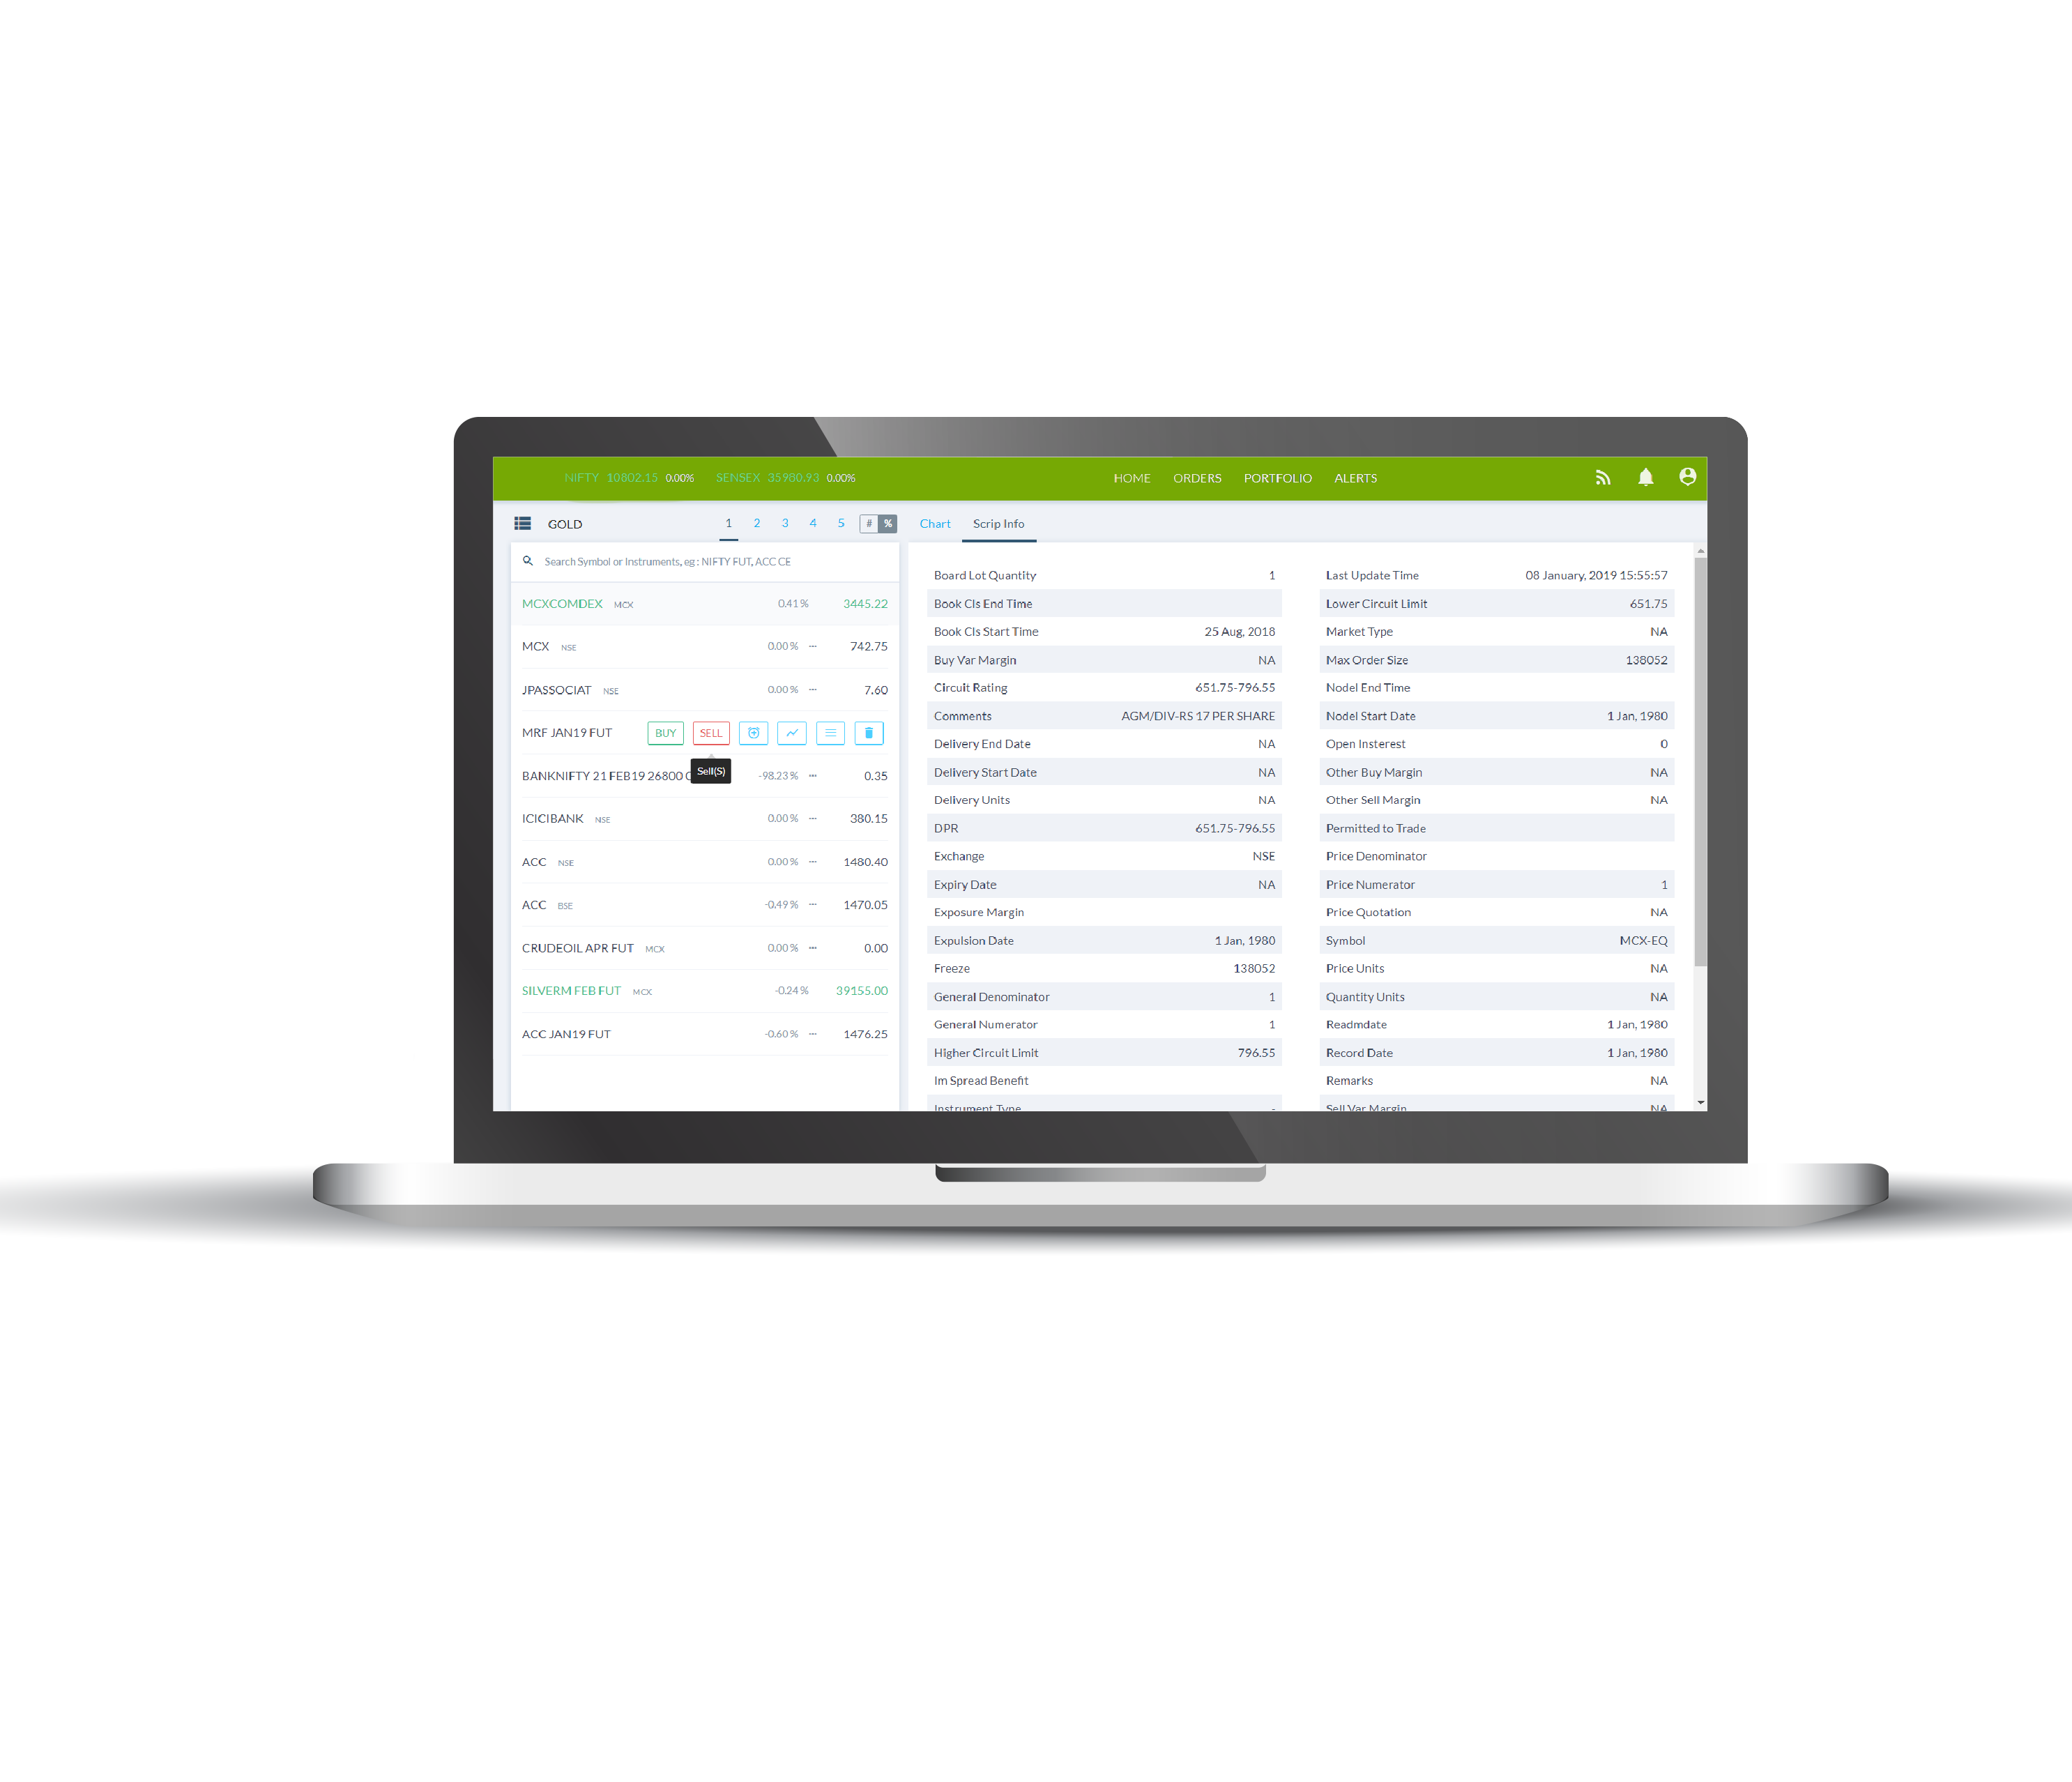 NIFTY 10802.15 0.00% SENSEX 35980.93 0.00% HOME ORDERS PORTFOLIO ALERTS
GOLD 1 2 3 4 5 # % Chart Scrip Info
Search Symbol or Instruments, eg : NIFTY FUT, ACC CE
MCXCOMDEX MCX 0.41 % 3445.22
MCX NSE 0.00 % 742.75
JPASSOCIAT NSE 0.00 % 7.60
MRF JAN19 FUT BUY SELL
Sell(S)
BANKNIFTY 21 FEB19 26800 -98.23 % 0.35
ICICIBANK NSE 0.00 % 380.15
ACC NSE 0.00 % 1480.40
ACC BSE -0.49 % 1470.05
CRUDEOIL APR FUT MCX 0.00 % 0.00
SILVERM FEB FUT MCX -0.24 % 39155.00
ACC JAN19 FUT -0.60 % 1476.25
Board Lot Quantity 1
Book Cls End Time
Book Cls Start Time 25 Aug, 2018
Buy Var Margin NA
Circuit Rating 651.75-796.55
Comments AGM/DIV-RS 17 PER SHARE
Delivery End Date NA
Delivery Start Date NA
Delivery Units NA
DPR 651.75-796.55
Exchange NSE
Expiry Date NA
Exposure Margin
Expulsion Date 1 Jan, 1980
Freeze 138052
General Denominator 1
General Numerator 1
Higher Circuit Limit 796.55
Im Spread Benefit
Instrument Type -
Last Update Time 08 January, 2019 15:55:57
Lower Circuit Limit 651.75
Market Type NA
Max Order Size 138052
Nodel End Time
Nodel Start Date 1 Jan, 1980
Open Insterest 0
Other Buy Margin NA
Other Sell Margin NA
Permitted to Trade
Price Denominator
Price Numerator 1
Price Quotation NA
Symbol MCX-EQ
Price Units NA
Quantity Units NA
Readmdate 1 Jan, 1980
Record Date 1 Jan, 1980
Remarks NA
Sell Var Margin NA